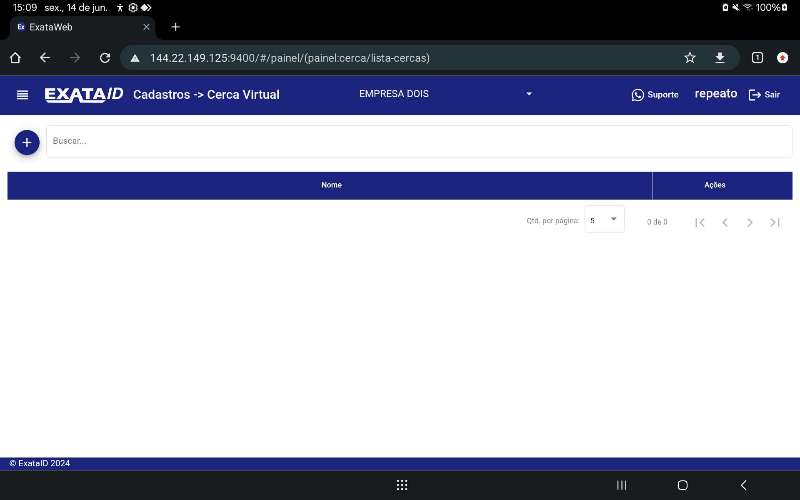 15:09 sex., 14 de jun. 100%
Ex ExataWeb
144.22.149.125:9400/#/painel/(painel:cerca/lista-cercas) 1
EXATAID Cadastros -> Cerca Virtual EMPRESA DOIS Suporte repeato Sair
Buscar...
Nome Ações
Qtd. por página: 5 0 de 0
© ExataID 2024